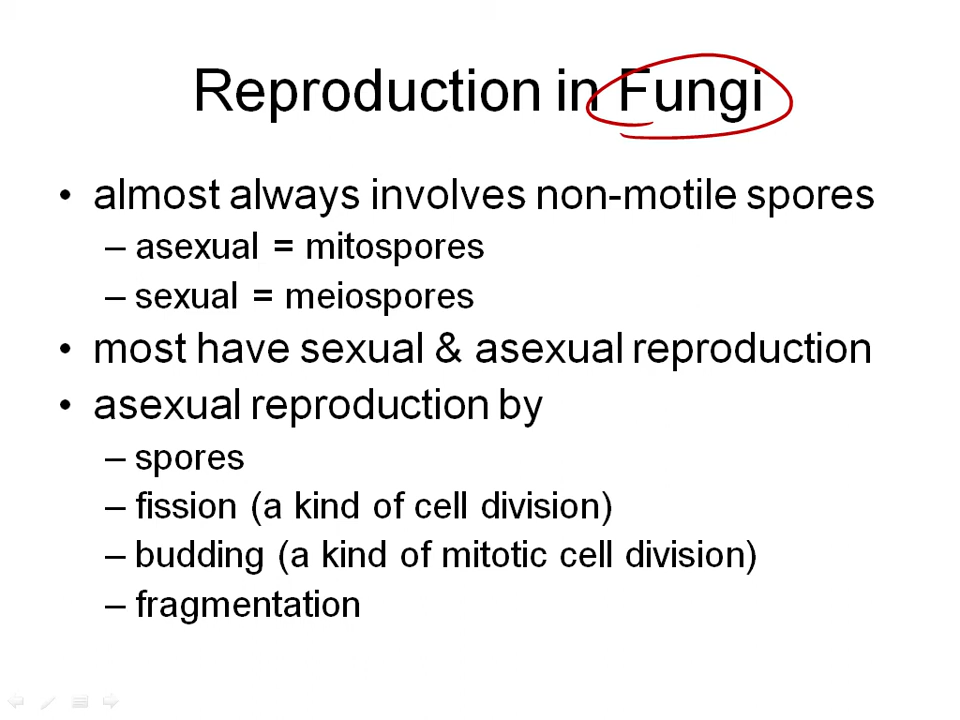 Reproduction in Fungi
• almost always involves non-motile spores
– asexual = mitospores
– sexual = meiospores
• most have sexual & asexual reproduction
• asexual reproduction by
– spores
– fission (a kind of cell division)
– budding (a kind of mitotic cell division)
– fragmentation